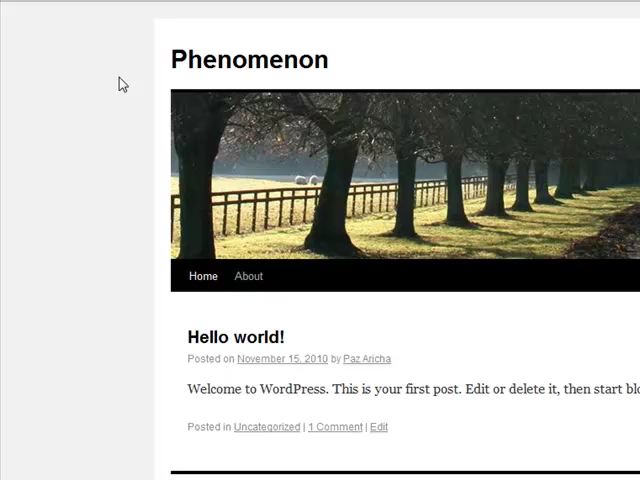 Phenomenon
Home About
Hello world!
Posted on November 15, 2010 by Paz Aricha
Welcome to WordPress. This is your first post. Edit or delete it, then start
Posted in Uncategorized | 1 Comment | Edit